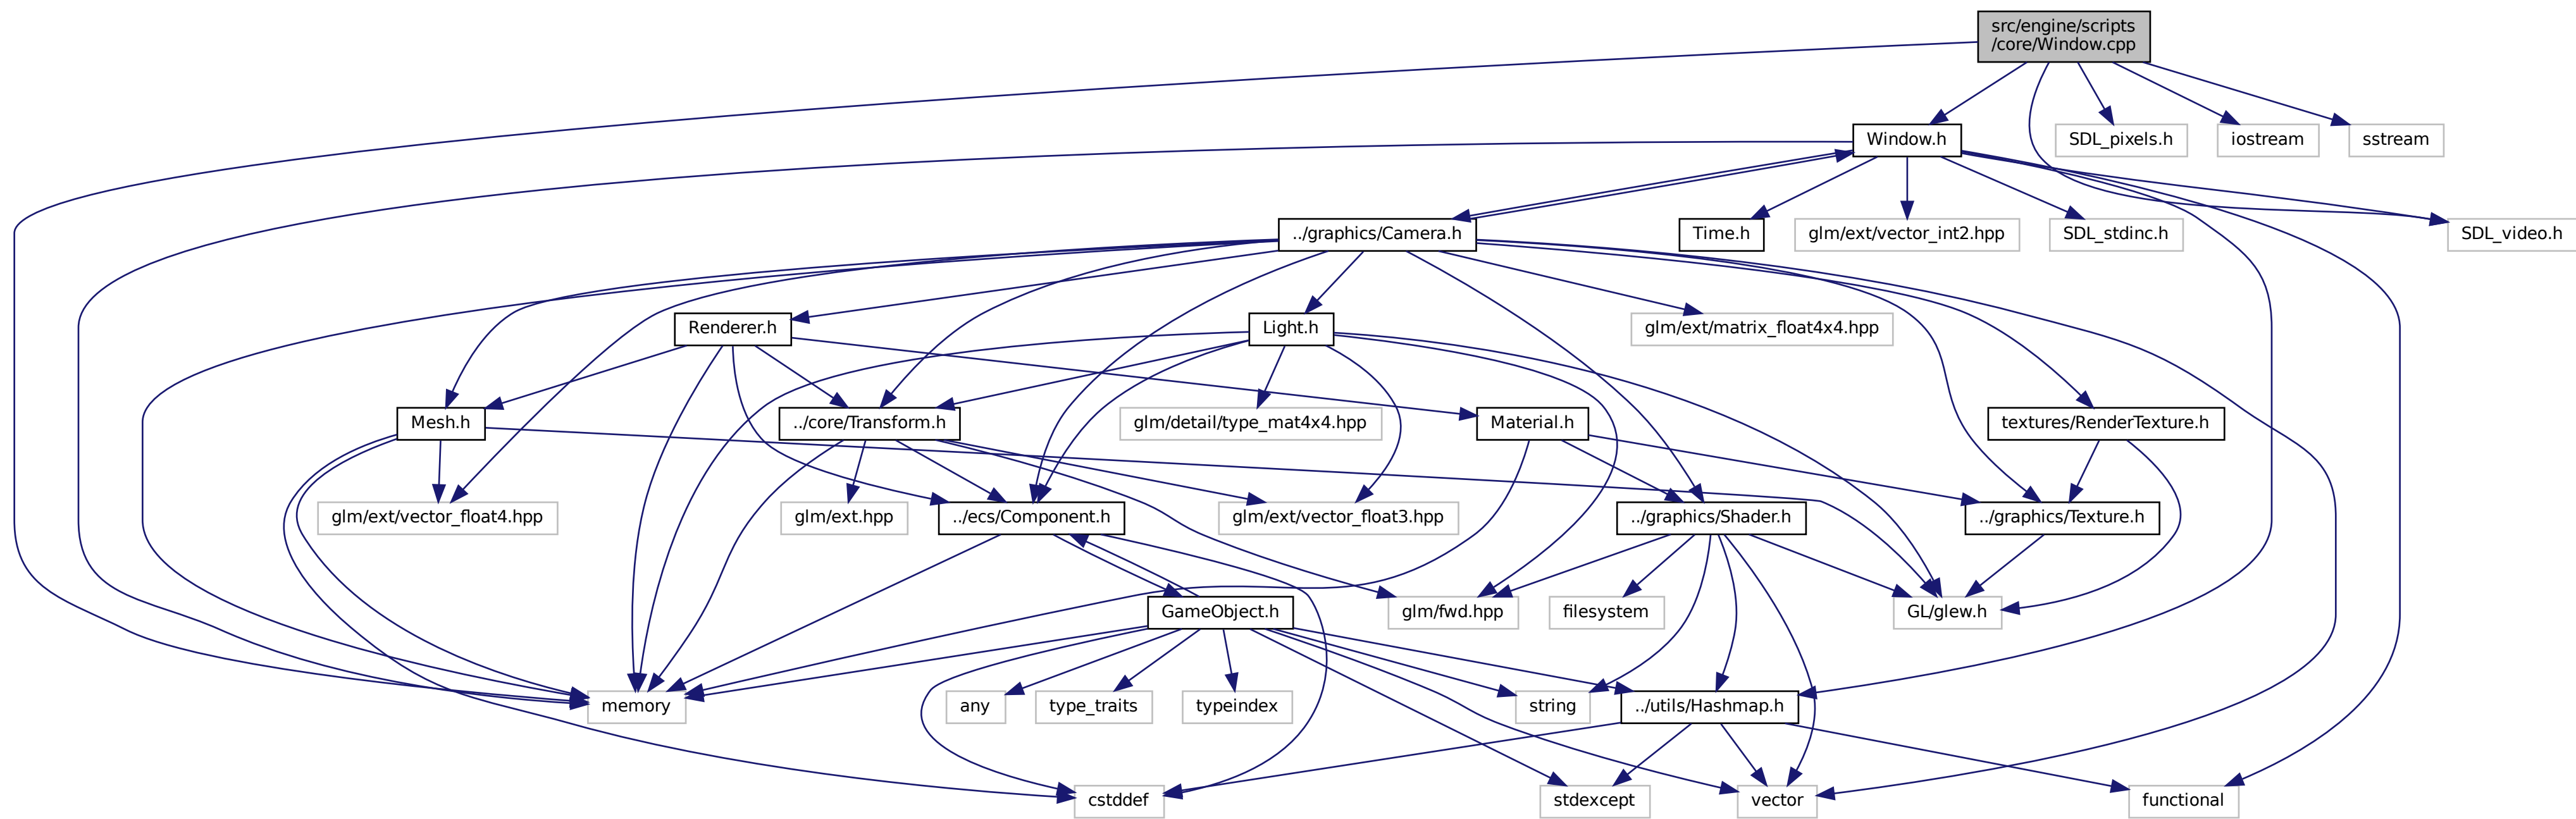 src/engine/scripts
/core/Window.cpp
Window.h
SDL_pixels.h
iostream
sstream
../graphics/Camera.h
Time.h
glm/ext/vector_int2.hpp
SDL_stdinc.h
SDL_video.h
Renderer.h
Light.h
glm/ext/matrix_float4x4.hpp
Mesh.h
../core/Transform.h
glm/detail/type_mat4x4.hpp
Material.h
textures/RenderTexture.h
glm/ext/vector_float4.hpp
glm/ext.hpp
../ecs/Component.h
glm/ext/vector_float3.hpp
../graphics/Shader.h
../graphics/Texture.h
GameObject.h
glm/fwd.hpp
filesystem
GL/glew.h
memory
any
type_traits
typeindex
string
../utils/Hashmap.h
cstddef
stdexcept
vector
functional